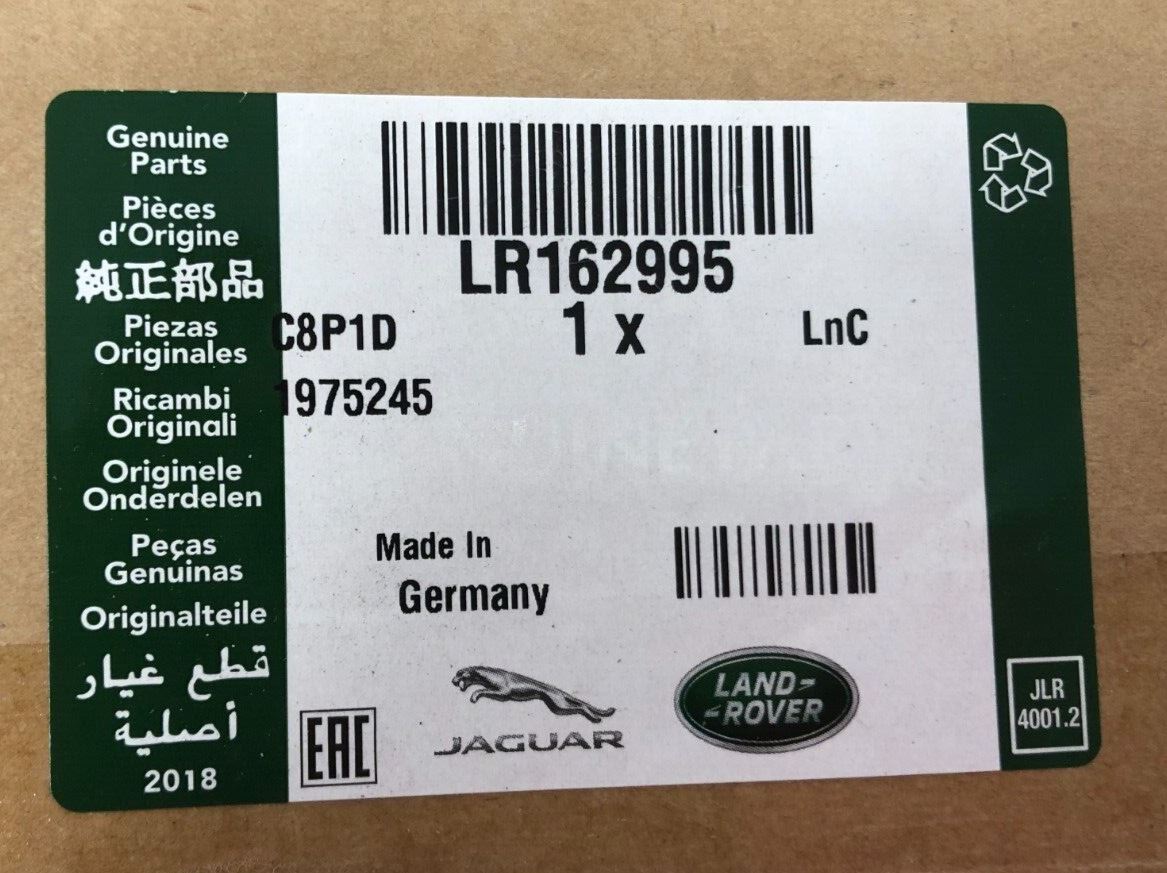 Genuine
Parts
Pièces
d'Origine
純正部品
Piezas
Originales
Ricambi
Originali
Originele
Onderdelen
Peças
Genuinas
Originalteile
قطع غيار
أصلية
2018
LR162995
C8P1D 1 x LnC
1975245
Made In
Germany
EAC
JAGUAR
LAND-
-ROVER
JLR
4001.2